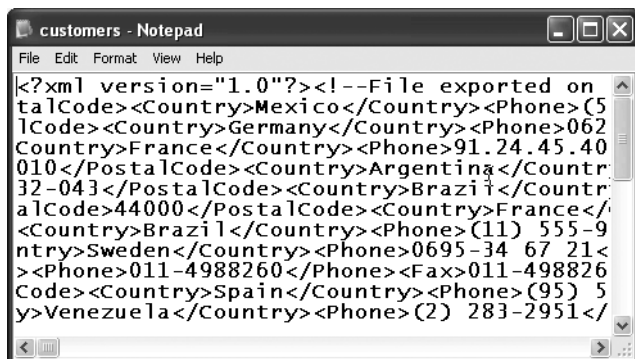 customers - Notepad
File Edit Format View Help
<?xml version="1.0"?><!--File exported on
talCode><Country>Mexico</Country><Phone>(5
lCode><Country>Germany</Country><Phone>062
Country>France</Country><Phone>91.24.45.40
010</PostalCode><Country>Argentina</Countr
32-043</PostalCode><Country>Brazil</Countr
alCode>44000</PostalCode><Country>France</
<Country>Brazil</Country><Phone>(11) 555-9
ntry>Sweden</Country><Phone>0695-34 67 21<
><Phone>011-4988260</Phone><Fax>011-498826
Code><Country>Spain</Country><Phone>(95) 5
y>Venezuela</Country><Phone>(2) 283-2951</